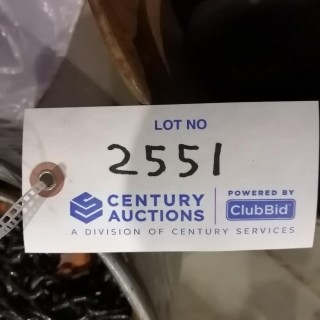 LOT NO
2551
CENTURY AUCTIONS
POWERED BY
ClubBid
A DIVISION OF CENTURY SERVICES